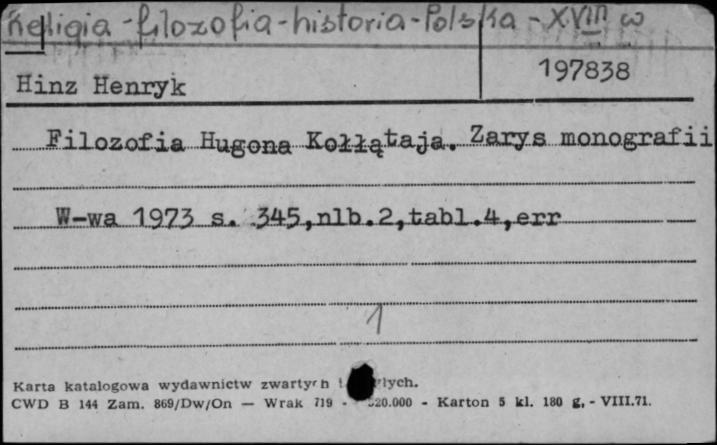 religia - filozofia - historia - Polska - XVIII w
197838
Hinz Henryk
Filozofia Hugona Kołłątaja. Zarys monografii
W-wa 1973 s. 345,nlb.2,tabl.4,err
1
Karta katalogowa wydawnictw zwartych
CWD B 144 Zam. 869/Dw/On — Wrak 719 - 320.000 - Karton 5 kl. 180 g, - VIII.71.